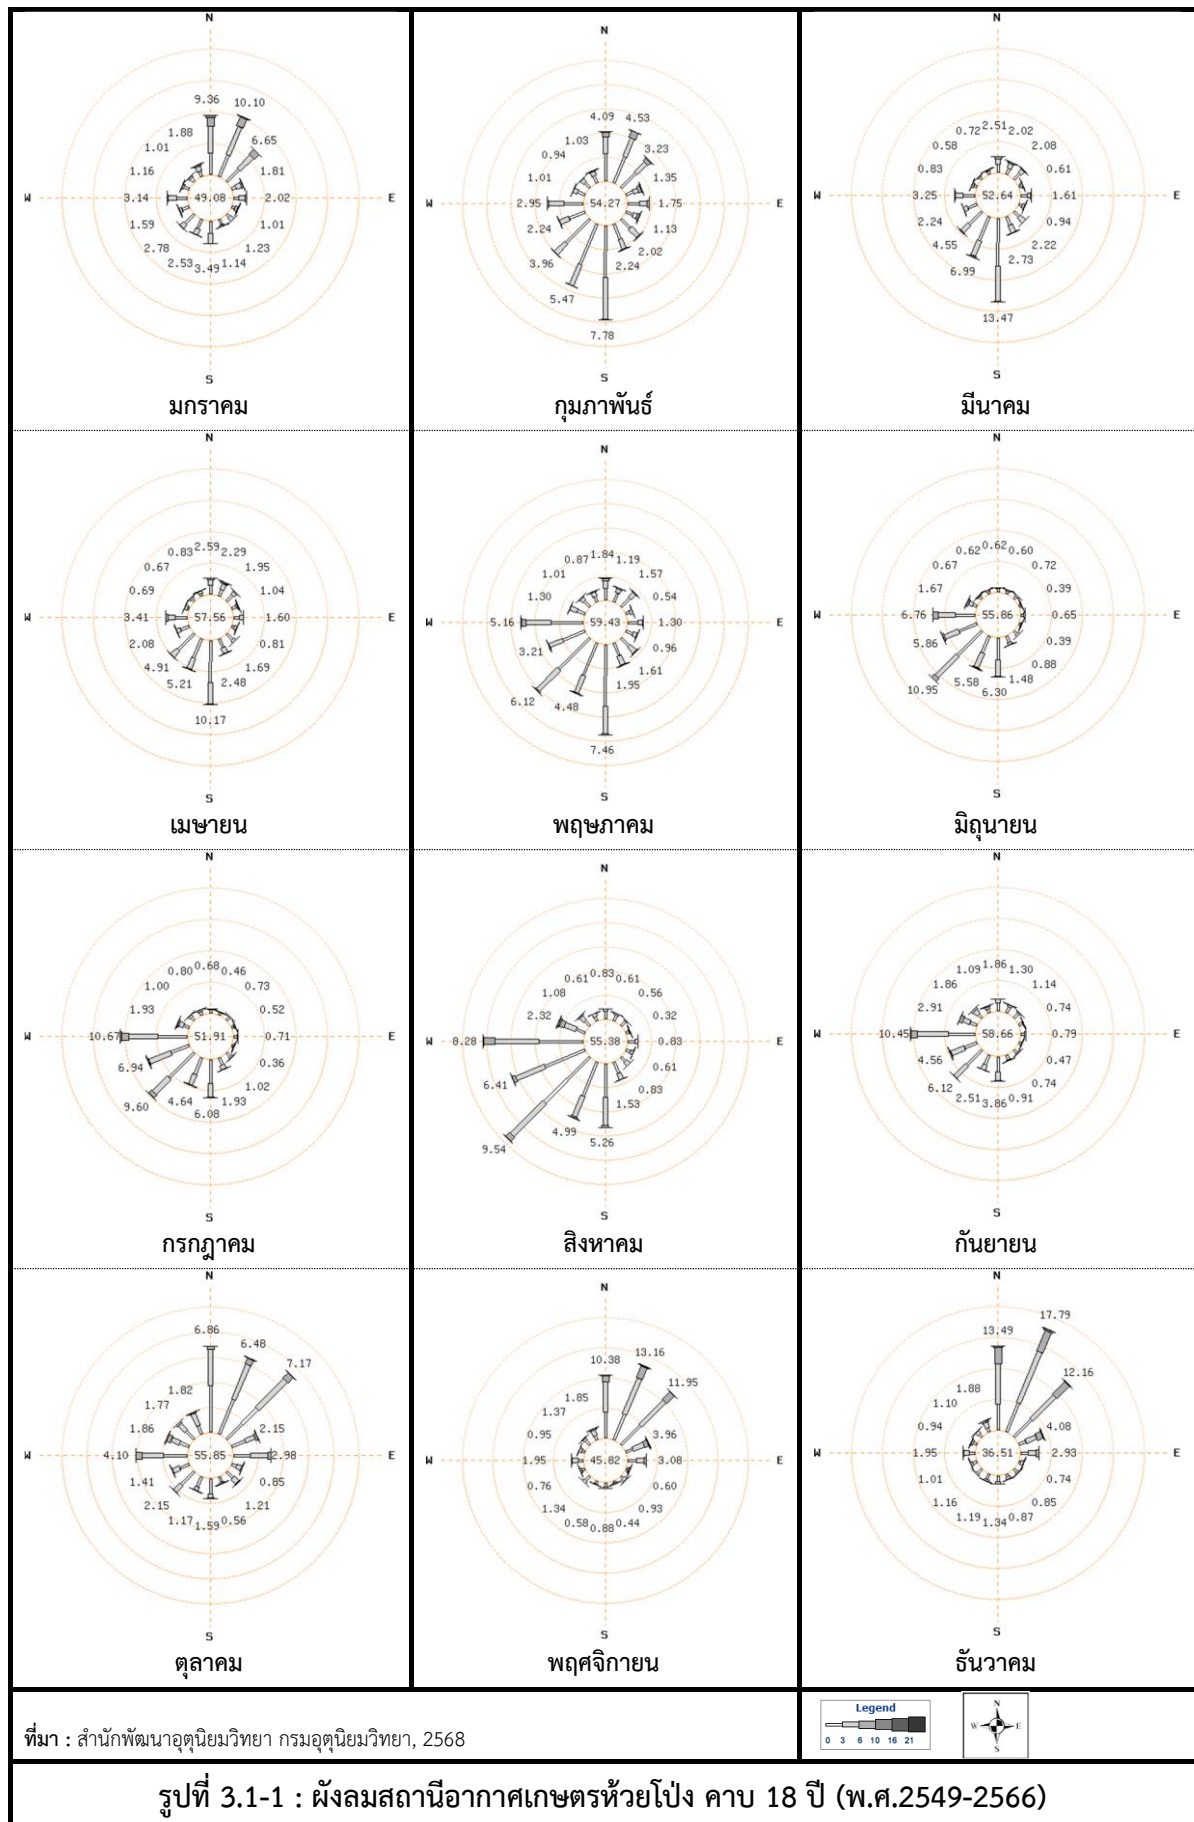 N
9.36 10.10
1.88 6.65
1.01
1.16 1.81
W 3.14 49.08 2.02 E
1.59 1.01
2.78 1.23
2.53 3.49 1.14
S
มกราคม
N
4.09 4.53
1.03 3.23
0.94
1.01 1.35
W 2.95 54.27 1.75 E
2.24 1.13
3.96 2.02
5.47 2.24
7.78
S
กุมภาพันธ์
N
0.72 2.51 2.02
0.58 2.08
0.83 0.61
W 3.25 52.64 1.61 E
2.24 0.94
4.55 2.22
6.99 2.73
13.47
S
มีนาคม
N
0.83 2.59 2.29
0.67 1.95
0.69 1.04
W 3.41 57.56 1.60 E
2.08 0.81
4.91 1.69
5.21 2.48
10.17
S
เมษายน
N
0.87 1.84 1.19
1.01 1.57
1.30 0.54
W 5.16 59.43 1.30 E
3.21 0.96
6.12 1.61
4.48 1.95
7.46
S
พฤษภาคม
N
0.62 0.62 0.60
0.67 0.72
1.67 0.39
W 6.76 55.86 0.65 E
5.86 0.39
10.95 0.88
5.58 6.30 1.48
S
มิถุนายน
N
0.80 0.68 0.46
1.00 0.73
1.93 0.52
W 10.67 51.91 0.71 E
6.94 0.36
9.60 1.02
4.64 6.08 1.93
S
กรกฎาคม
N
0.61 0.83 0.61
1.08 0.56
2.32 0.32
W 8.28 55.38 0.83 E
6.41 0.61
9.54 0.83
4.99 5.26 1.53
S
สิงหาคม
N
1.09 1.86 1.30
1.86 1.14
2.91 0.74
W 10.45 58.66 0.79 E
4.56 0.47
6.12 0.74
2.51 3.86 0.91
S
กันยายน
N
6.86 6.48
1.82 7.17
1.77
1.86 2.15
W 4.10 55.85 2.98 E
1.41 0.85
2.15 1.21
1.17 1.59 0.56
S
ตุลาคม
N
10.38 13.16
1.85 11.95
1.37
0.95 3.96
W 1.95 45.82 3.08 E
0.76 0.60
1.34 0.93
0.58 0.88 0.44
S
พฤศจิกายน
N
13.49 17.79
1.88 12.16
1.10
0.94 4.08
W 1.95 36.51 2.93 E
1.01 0.74
1.16 0.85
1.19 1.34 0.87
S
ธันวาคม
ที่มา : สำนักพัฒนาอุตุนิยมวิทยา กรมอุตุนิยมวิทยา, 2568
Legend
0 3 6 10 16 21
N
W E
S
รูปที่ 3.1-1 : ผังลมสถานีอากาศเกษตรห้วยโป่ง คาบ 18 ปี (พ.ศ.2549-2566)